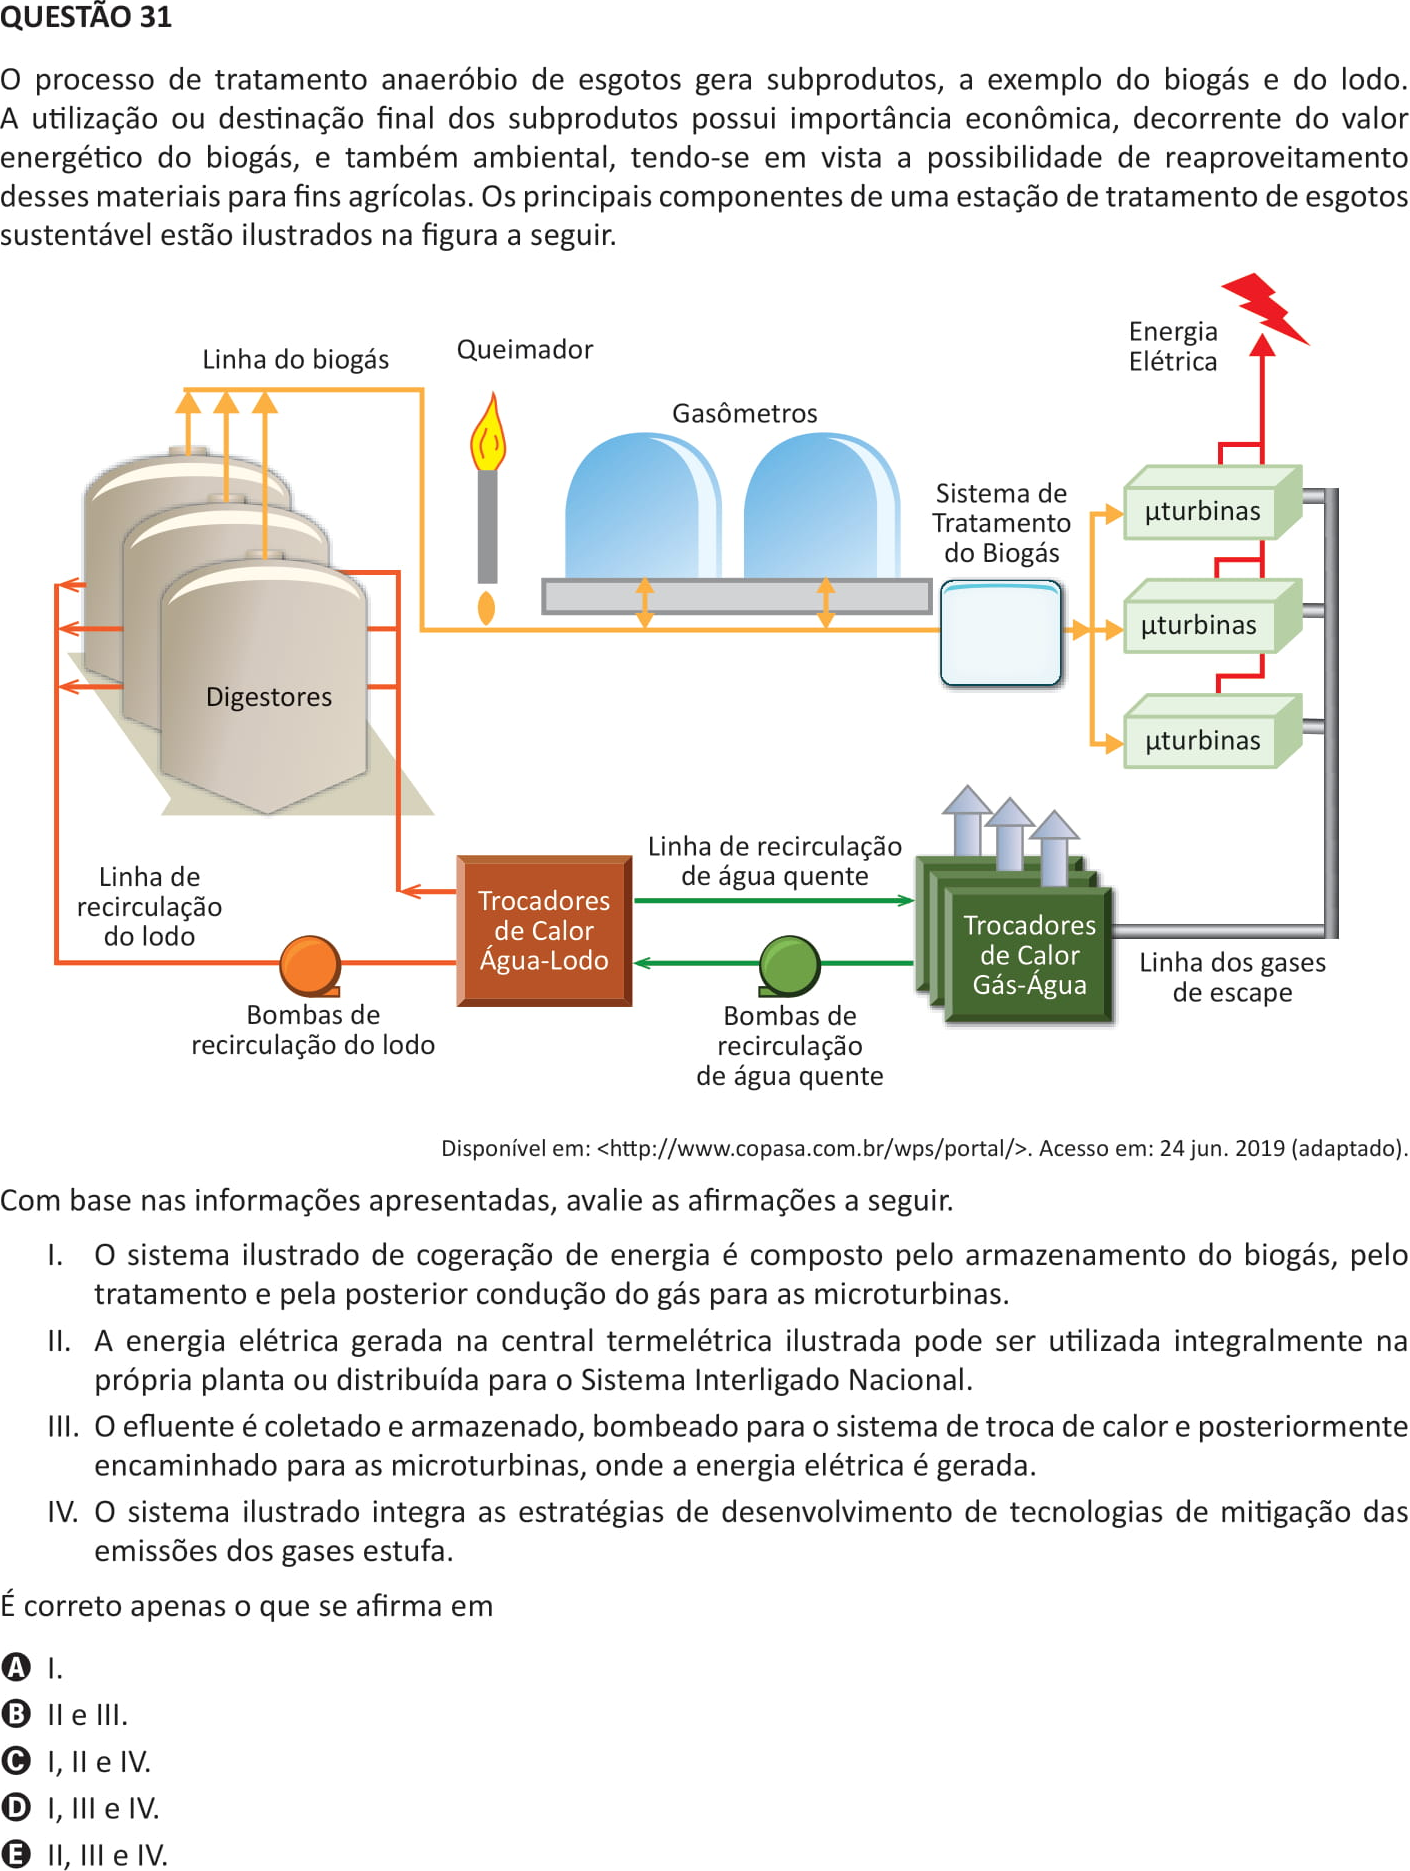 QUESTÃO 31
O processo de tratamento anaeróbio de esgotos gera subprodutos, a exemplo do biogás e do lodo.
A utilização ou destinação final dos subprodutos possui importância econômica, decorrente do valor
energético do biogás, e também ambiental, tendo-se em vista a possibilidade de reaproveitamento
desses materiais para fins agrícolas. Os principais componentes de uma estação de tratamento de esgotos
sustentável estão ilustrados na figura a seguir.
Linha do biogás
Queimador
Gasômetros
Energia
Elétrica
Sistema de
Tratamento
do Biogás
µturbinas
µturbinas
µturbinas
Digestores
Linha de
recirculação
do lodo
Bombas de
recirculação do lodo
Trocadores
de Calor
Água-Lodo
Linha de recirculação
de água quente
Bombas de
recirculação
de água quente
Trocadores
de Calor
Gás-Água
Linha dos gases
de escape
Disponível em: <http://www.copasa.com.br/wps/portal/>. Acesso em: 24 jun. 2019 (adaptado).
Com base nas informações apresentadas, avalie as afirmações a seguir.
I. O sistema ilustrado de cogeração de energia é composto pelo armazenamento do biogás, pelo
tratamento e pela posterior condução do gás para as microturbinas.
II. A energia elétrica gerada na central termelétrica ilustrada pode ser utilizada integralmente na
própria planta ou distribuída para o Sistema Interligado Nacional.
III. O efluente é coletado e armazenado, bombeado para o sistema de troca de calor e posteriormente
encaminhado para as microturbinas, onde a energia elétrica é gerada.
IV. O sistema ilustrado integra as estratégias de desenvolvimento de tecnologias de mitigação das
emissões dos gases estufa.
É correto apenas o que se afirma em
A I.
B II e III.
C I, II e IV.
D I, III e IV.
E II, III e IV.